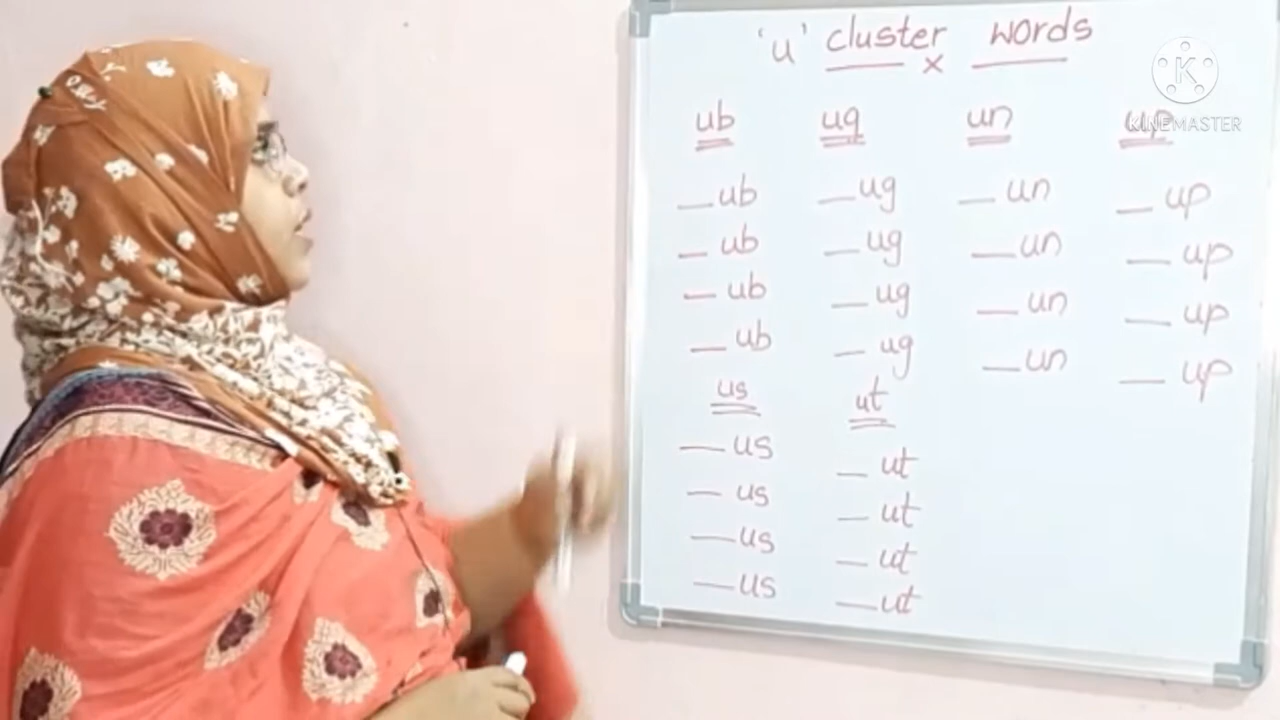 'u' cluster words
x
ub ug un up
__ub __ug __un __up
__ub __ug __un __up
__ub __ug __un __up
__ub __ug __un __up
us ut
__us __ut
__us __ut
__us __ut
__us __ut
K
KINEMASTER